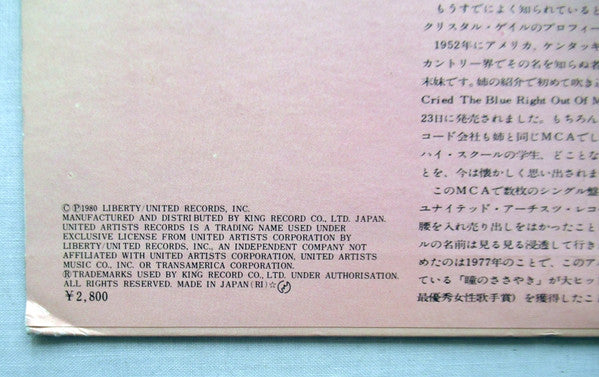 ⒸⓅ1980 LIBERTY/UNITED RECORDS, INC.
MANUFACTURED AND DISTRIBUTED BY KING RECORD CO., LTD. JAPAN.
UNITED ARTISTS RECORDS IS A TRADING NAME USED UNDER
EXCLUSIVE LICENSE FROM UNITED ARTISTS CORPORATION BY
LIBERTY/UNITED RECORDS, INC., AN INDEPENDENT COMPANY NOT
AFFILIATED WITH UNITED ARTISTS CORPORATION, UNITED ARTISTS
MUSIC CO., INC. OR TRANSAMERICA CORPORATION.
ⓇTRADEMARKS USED BY KING RECORD CO., LTD. UNDER AUTHORISATION.
ALL RIGHTS RESERVED. MADE IN JAPAN (RI)☆
¥2,800
もうすでによく知られていると
クリスタル・ゲイルのプロフィー
1952年にアメリカ、ケンタッキ
カントリー界でその名を知らぬ者
末妹です。姉の紹介で初めて吹き込
Cried The Blue Right Out Of M
23日に発売されました。もちろん
コード会社も姉と同じMCAでし
ハイ・スクールの学生、どことな
とを、今は懐かしく思い出されま
このMCAで数枚のシングル盤
ユナイテッド・アーチスツ・レコ
腰を入れ売り出しをはかったこと
ルの名前は見る見る浸透して行き
めたのは1977年のことで、このア
ている「瞳のささやき」が大ヒット
最優秀女性歌手賞）を獲得したこ